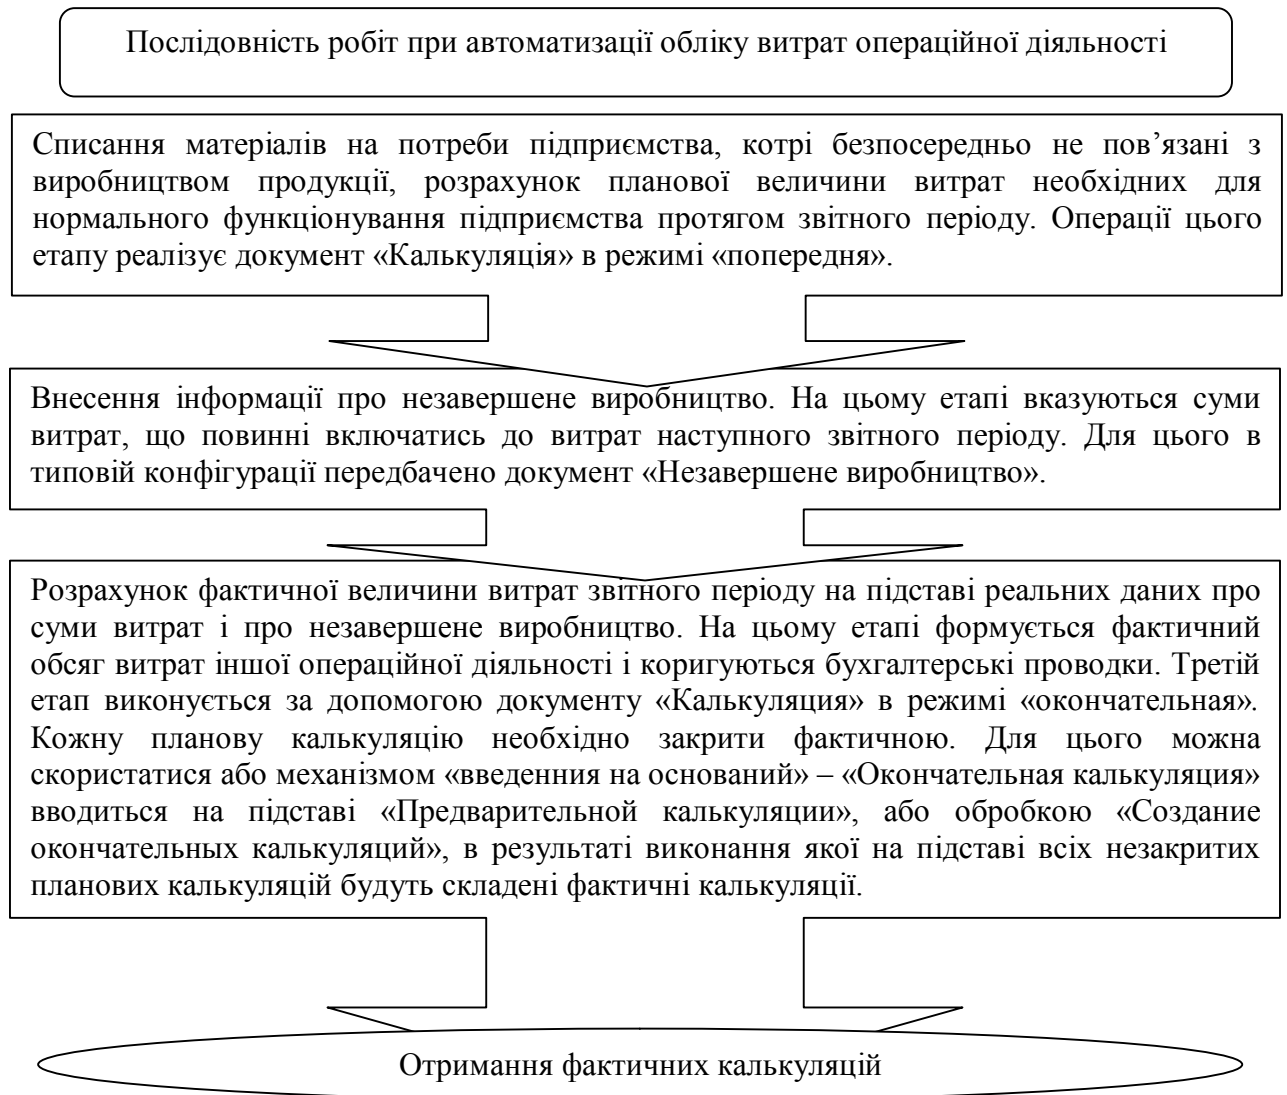 Послідовність робіт при автоматизації обліку витрат операційної діяльності
Списання матеріалів на потреби підприємства, котрі безпосередньо не пов’язані з
виробництвом продукції, розрахунок планової величини витрат необхідних для
нормального функціонування підприємства протягом звітного періоду. Операції цього
етапу реалізує документ «Калькуляція» в режимі «попередня».
Внесення інформації про незавершене виробництво. На цьому етапі вказуються суми
витрат, що повинні включатись до витрат наступного звітного періоду. Для цього в
типовій конфігурації передбачено документ «Незавершене виробництво».
Розрахунок фактичної величини витрат звітного періоду на підставі реальних даних про
суми витрат і про незавершене виробництво. На цьому етапі формується фактичний
обсяг витрат іншої операційної діяльності і коригуються бухгалтерські проводки. Третій
етап виконується за допомогою документу «Калькуляция» в режимі «окончательная».
Кожну планову калькуляцію необхідно закрити фактичною. Для цього можна
скористатися або механізмом «введенния на оснований» – «Окончательная калькуляция»
вводиться на підставі «Предварительной калькуляции», або обробкою «Создание
окончательных калькуляций», в результаті виконання якої на підставі всіх незакритих
планових калькуляцій будуть складені фактичні калькуляції.
Отримання фактичних калькуляцій